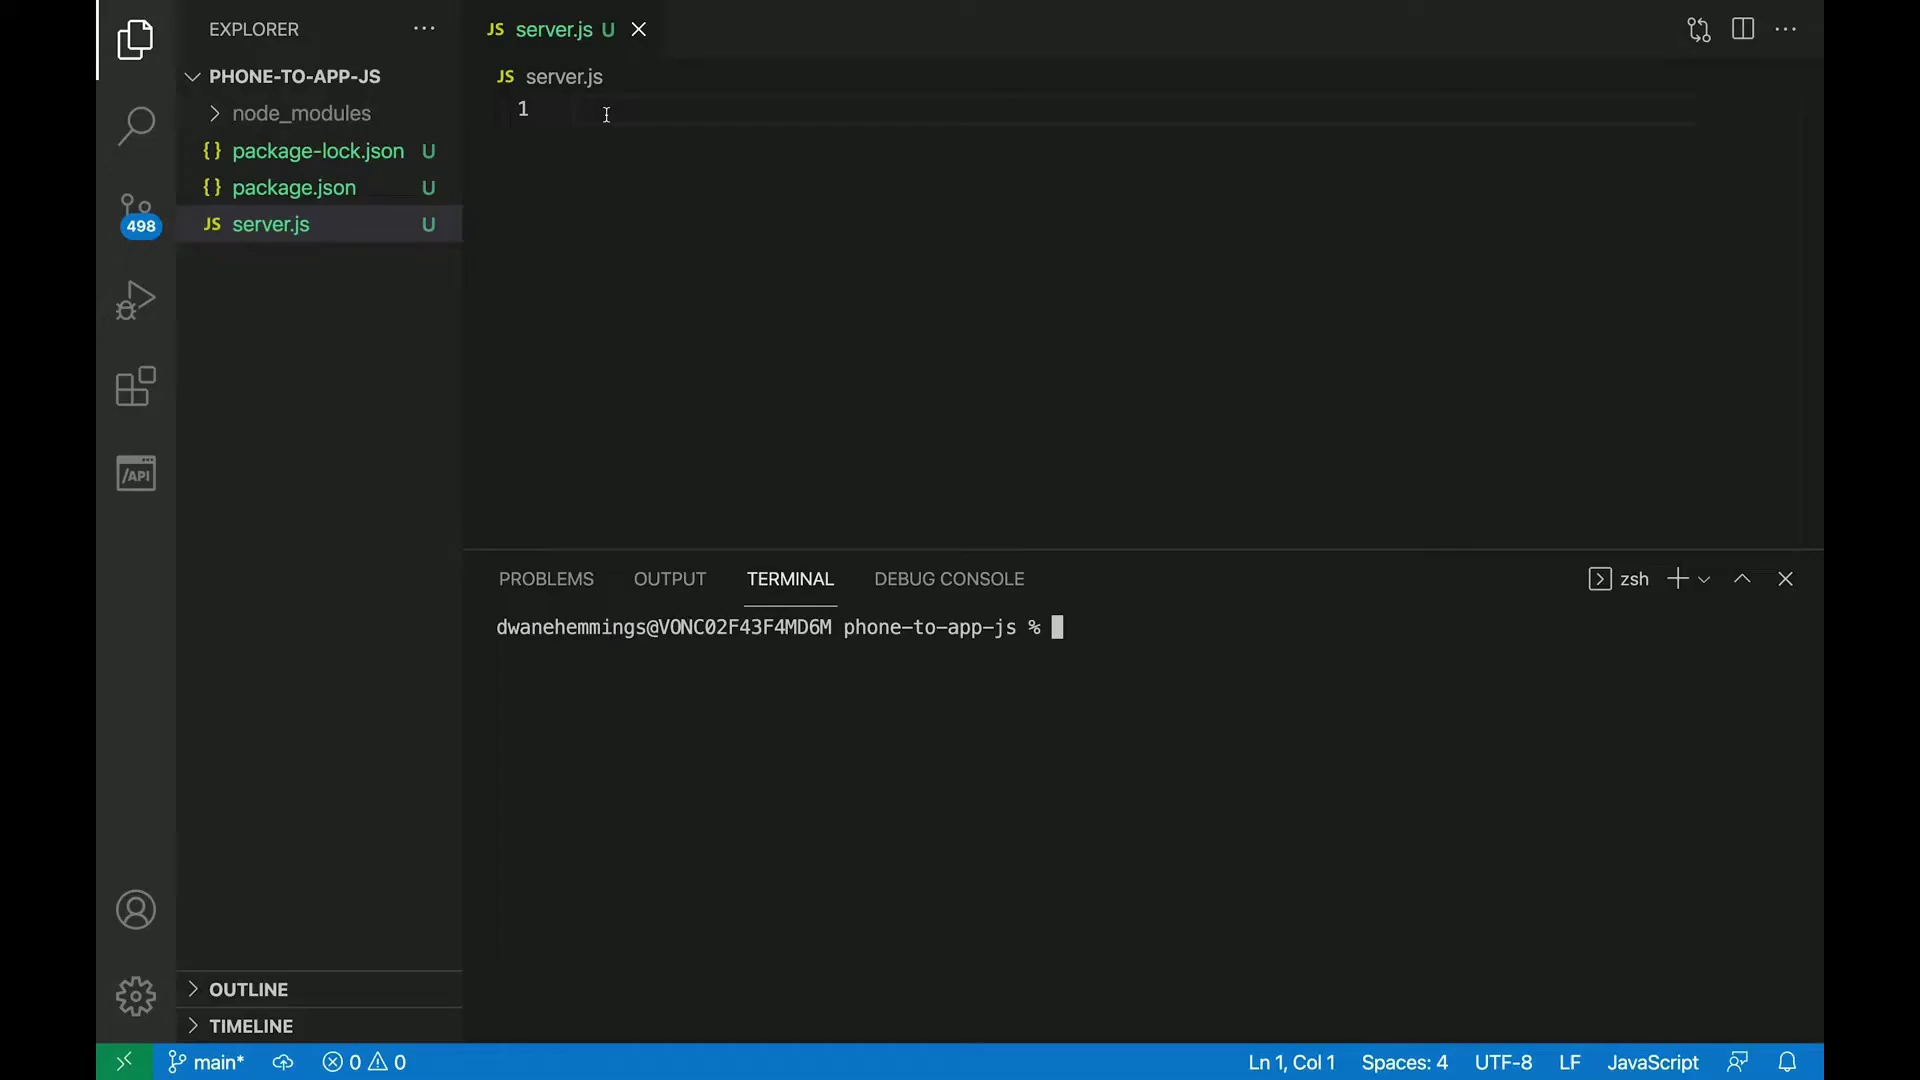 EXPLORER
PHONE-TO-APP-JS
node_modules
{} package-lock.json U
{} package.json U
JS server.js U
498
/API
OUTLINE
TIMELINE
JS server.js U
JS server.js
1
PROBLEMS OUTPUT TERMINAL DEBUG CONSOLE
zsh
dwanehemmings@VONC02F43F4MD6M phone-to-app-js %
main* 0 0 Ln 1, Col 1 Spaces: 4 UTF-8 LF JavaScript